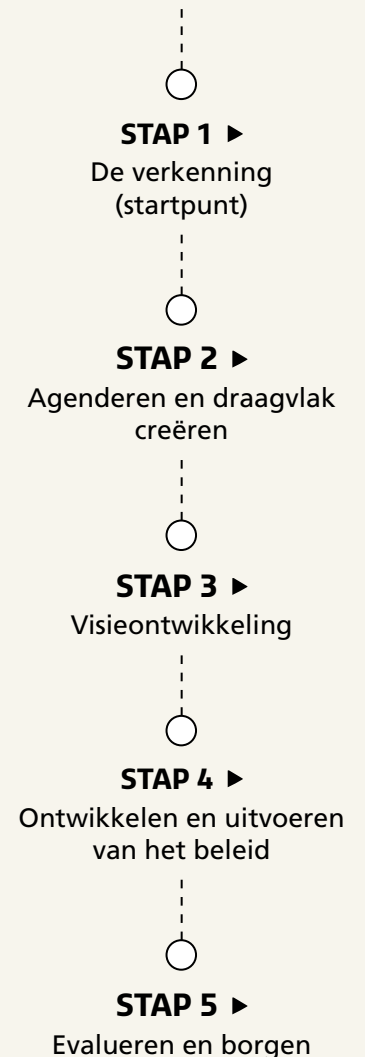 STAP 1 ▶
De verkenning
(startpunt)
STAP 2 ▶
Agenderen en draagvlak
creëren
STAP 3 ▶
Visieontwikkeling
STAP 4 ▶
Ontwikkelen en uitvoeren
van het beleid
STAP 5 ▶
Evalueren en borgen